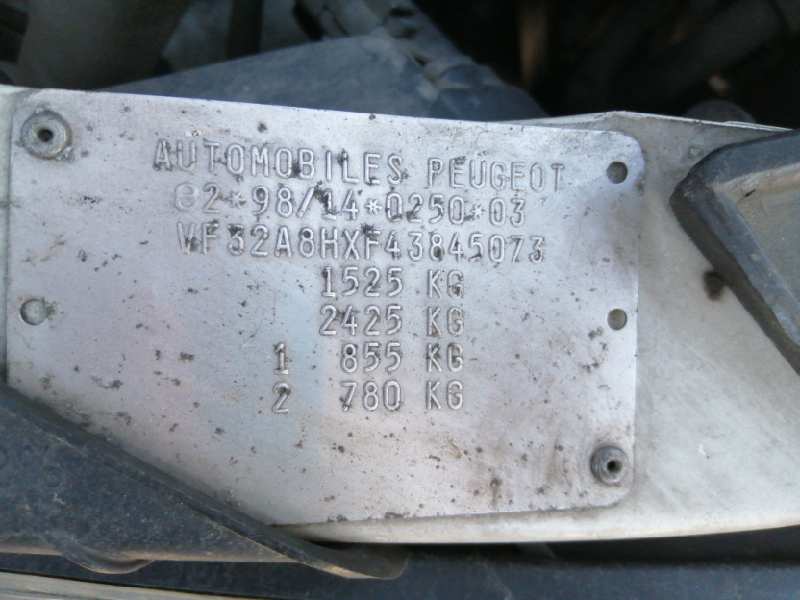 AUTOMOBILES PEUGEOT
e2*98/14*0250*03
VF32A8HXF43845073
1525 KG
2425 KG
1 855 KG
2 780 KG